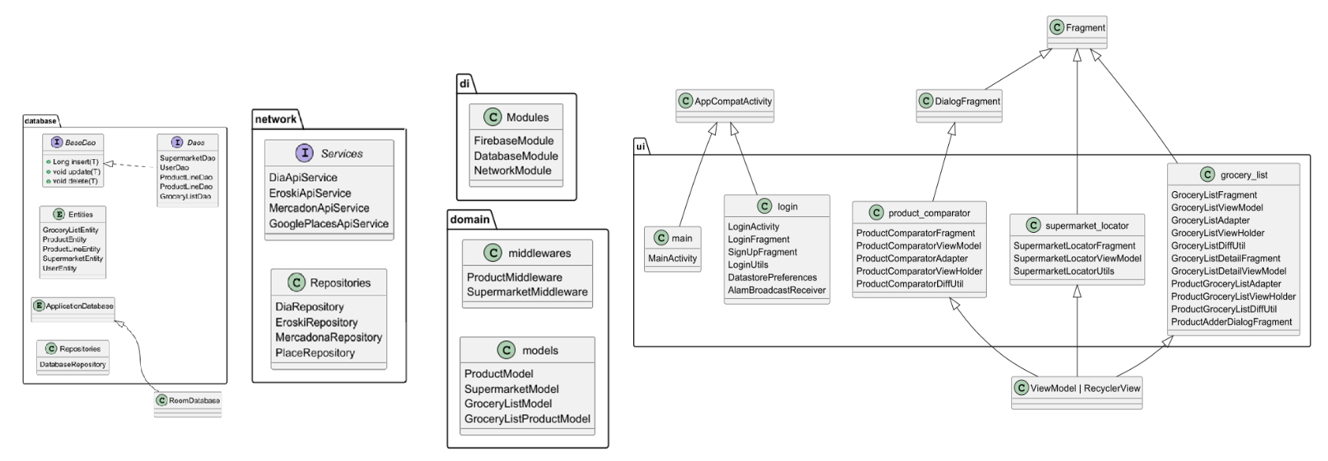 database
I BaseDao
Long insert(T)
void update(T)
void delete(T)
I Daos
SupermarketDao
UserDao
ProductLineDao
ProductLineDao
GroceryListDao
E Entities
GroceryListEntity
ProductEntity
ProductLineEntity
SupermarketEntity
UserEntity
E ApplicationDatabase
C Repositories
DatabaseRepository
C RoomDatabase
network
I Services
DiaApiService
EroskiApiService
MercadonApiService
GooglePlacesApiService
C Repositories
DiaRepository
EroskiRepository
MercadonaRepository
PlaceRepository
di
C Modules
FirebaseModule
DatabaseModule
NetworkModule
domain
C middlewares
ProductMiddleware
SupermarketMiddleware
C models
ProductModel
SupermarketModel
GroceryListModel
GroceryListProductModel
C Fragment
C AppCompatActivity
C DialogFragment
ui
C main
MainActivity
C login
LoginActivity
LoginFragment
SignUpFragment
LoginUtils
DatastorePreferences
AlamBroadcastReceiver
C product_comparator
ProductComparatorFragment
ProductComparatorViewModel
ProductComparatorAdapter
ProductComparatorViewHolder
ProductComparatorDiffUtil
C supermarket_locator
SupermarketLocatorFragment
SupermarketLocatorViewModel
SupermarketLocatorUtils
C grocery_list
GroceryListFragment
GroceryListViewModel
GroceryListAdapter
GroceryListViewHolder
GroceryListDiffUtil
GroceryListDetailFragment
GroceryListDetailViewModel
ProductGroceryListAdapter
ProductGroceryListViewHolder
ProductGroceryListDiffUtil
ProductAdderDialogFragment
C ViewModel | RecyclerView